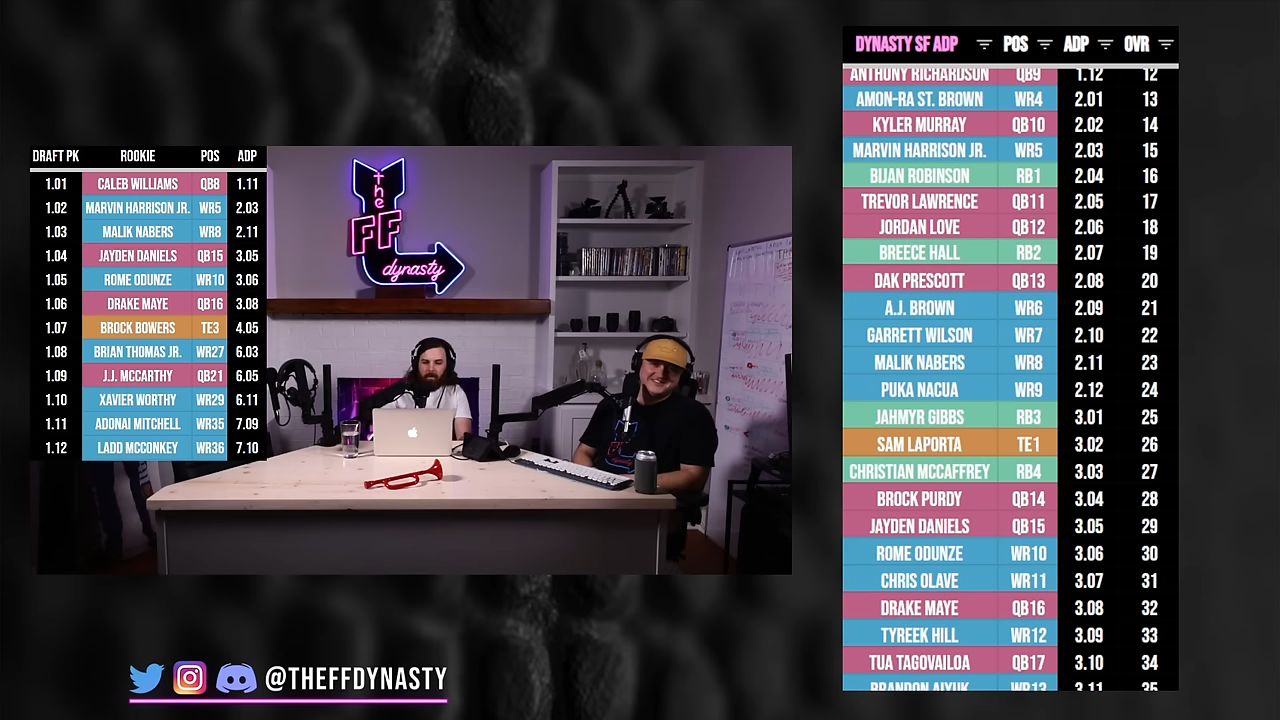 DRAFT PK ROOKIE POS ADP
1.01 CALEB WILLIAMS QB8 1.11
1.02 MARVIN HARRISON JR. WR5 2.03
1.03 MALIK NABERS WR8 2.11
1.04 JAYDEN DANIELS QB15 3.05
1.05 ROME ODUNZE WR10 3.06
1.06 DRAKE MAYE QB16 3.08
1.07 BROCK BOWERS TE3 4.05
1.08 BRIAN THOMAS JR. WR27 6.03
1.09 J.J. MCCARTHY QB21 6.05
1.10 XAVIER WORTHY WR29 6.11
1.11 ADONAI MITCHELL WR35 7.09
1.12 LADD MCCONKEY WR36 7.10
the
FF
dynasty
@THEFFDYNASTY
DYNASTY SF ADP POS ADP OVR
ANTHONY RICHARDSON QB9 1.12 12
AMON-RA ST. BROWN WR4 2.01 13
KYLER MURRAY QB10 2.02 14
MARVIN HARRISON JR. WR5 2.03 15
BIJAN ROBINSON RB1 2.04 16
TREVOR LAWRENCE QB11 2.05 17
JORDAN LOVE QB12 2.06 18
BREECE HALL RB2 2.07 19
DAK PRESCOTT QB13 2.08 20
A.J. BROWN WR6 2.09 21
GARRETT WILSON WR7 2.10 22
MALIK NABERS WR8 2.11 23
PUKA NACUA WR9 2.12 24
JAHMYR GIBBS RB3 3.01 25
SAM LAPORTA TE1 3.02 26
CHRISTIAN MCCAFFREY RB4 3.03 27
BROCK PURDY QB14 3.04 28
JAYDEN DANIELS QB15 3.05 29
ROME ODUNZE WR10 3.06 30
CHRIS OLAVE WR11 3.07 31
DRAKE MAYE QB16 3.08 32
TYREEK HILL WR12 3.09 33
TUA TAGOVAILOA QB17 3.10 34
BRANDON AIYUK WR13 3.11 35